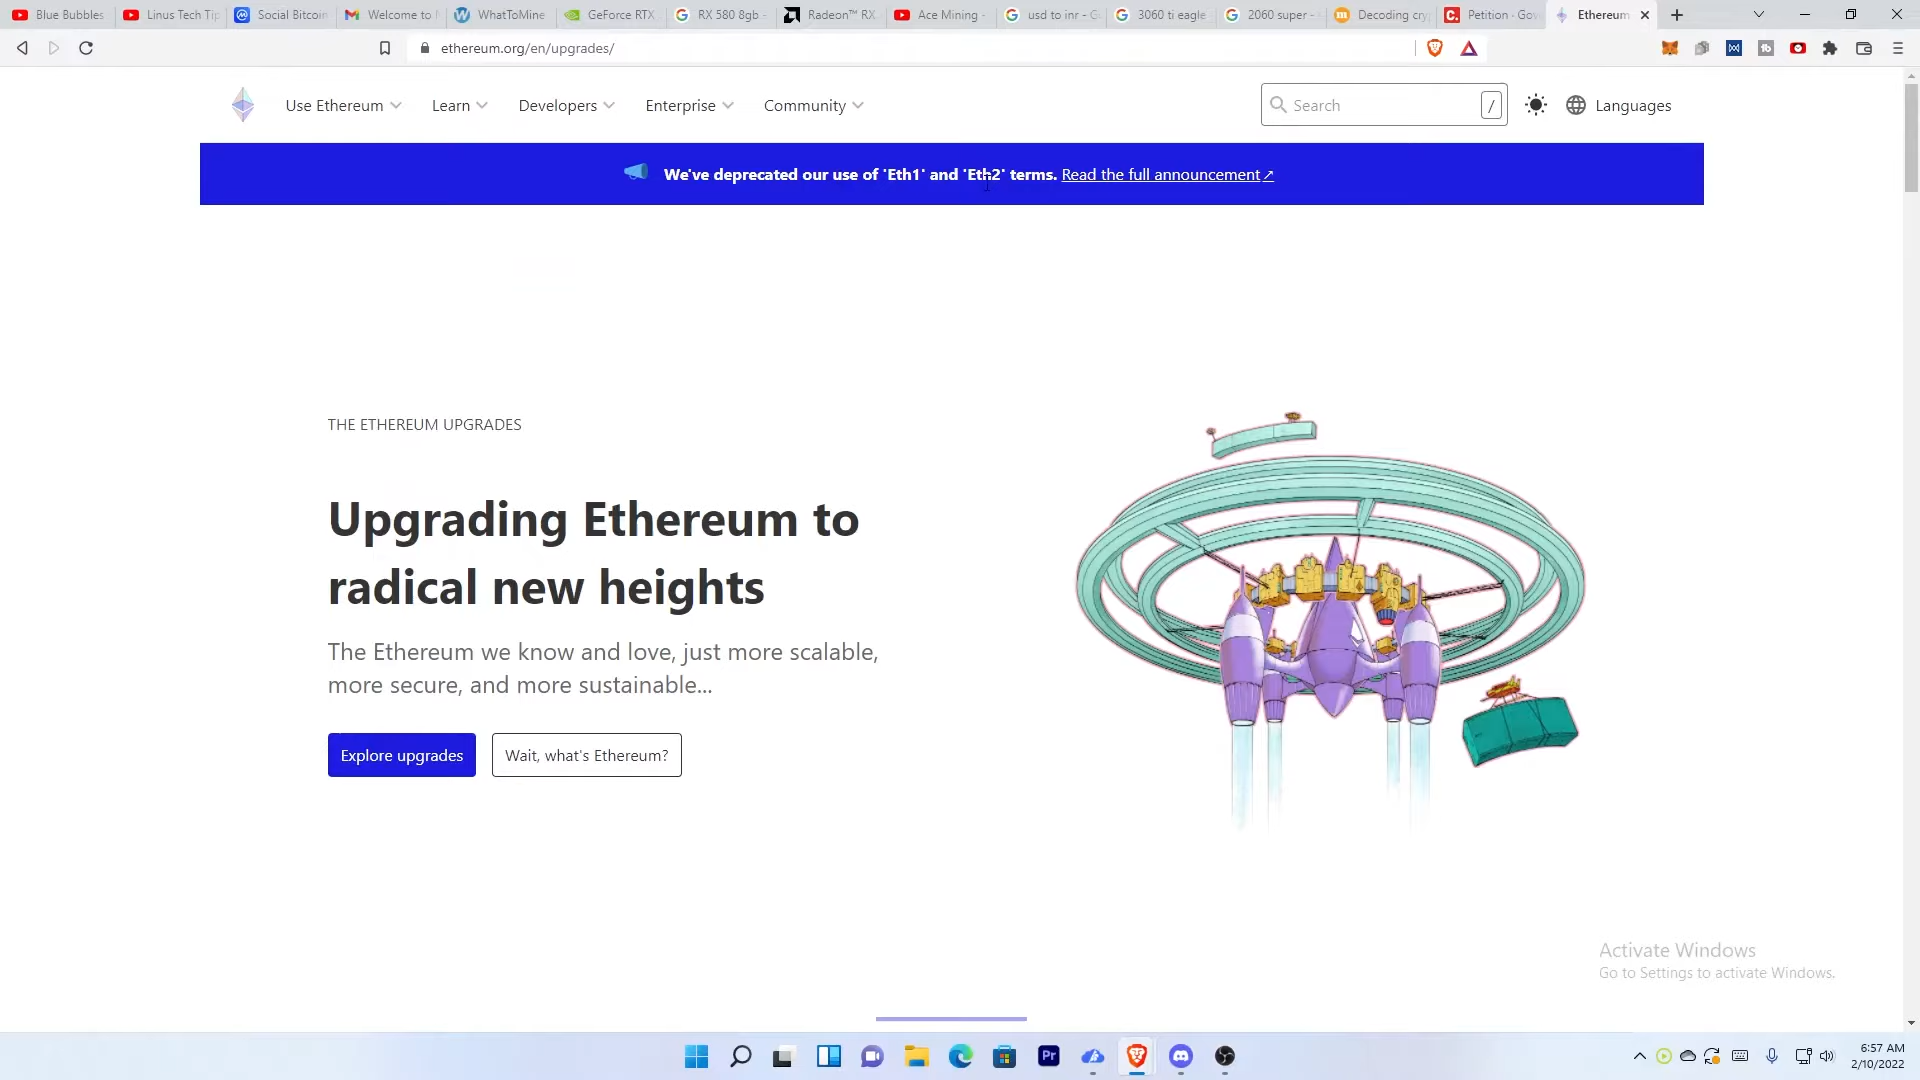 Blue Bubbles
Linus Tech Tip
Social Bitcoin
Welcome to
WhatToMine
GeForce RTX
RX 580 8gb -
Radeon™ RX
Ace Mining -
usd to inr - G
3060 ti eagle
2060 super -
Decoding cry
Petition · Gov
Ethereum
ethereum.org/en/upgrades/
Use Ethereum
Learn
Developers
Enterprise
Community
Search
/
Languages
We've deprecated our use of 'Eth1' and 'Eth2' terms. Read the full announcement↗
THE ETHEREUM UPGRADES
Upgrading Ethereum to
radical new heights
The Ethereum we know and love, just more scalable,
more secure, and more sustainable...
Explore upgrades
Wait, what's Ethereum?
Activate Windows
Go to Settings to activate Windows.
Pr
6:57 AM
2/10/2022